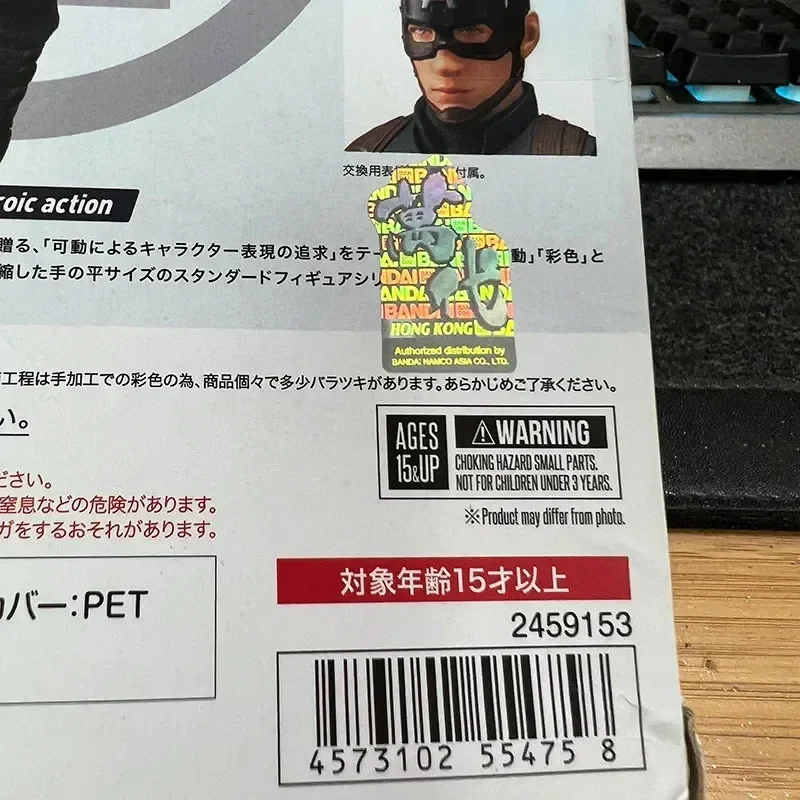 交換用表
付属。
roic action
贈る、「可動によるキャラクター表現の追求」をテー
動」「彩色」と
縮した手の平サイズのスタンダードフィギュアシリ
BANDAI
HONG KONG
Authorized distribution by
BANDAI NAMCO ASIA CO., LTD.
工程は手加工での彩色の為、商品個々で多少バラツキがあります。あらかじめご了承ください。
い。
AGES
15&UP
⚠WARNING
CHOKING HAZARD SMALL PARTS.
NOT FOR CHILDREN UNDER 3 YEARS.
※Product may differ from photo.
ださい。
窒息などの危険があります。
ガをするおそれがあります。
カバー:PET
対象年齢15才以上
2459153
4573102 55475 8